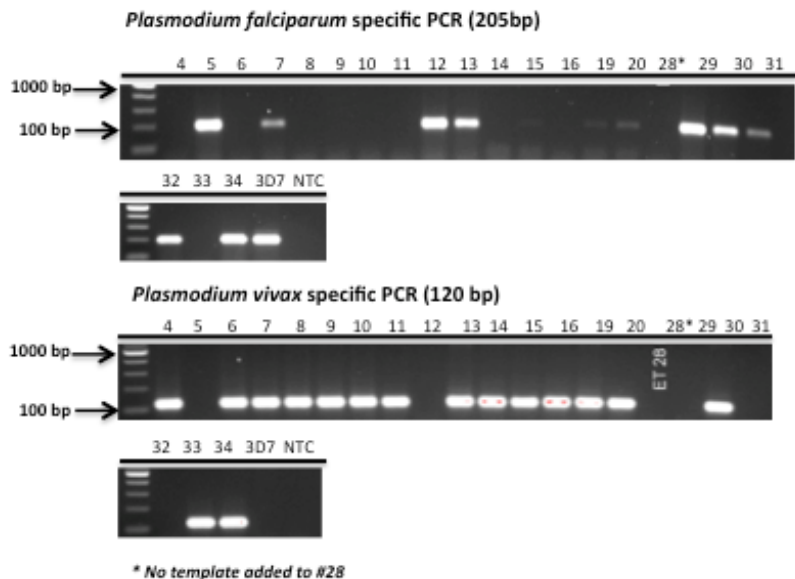 Plasmodium falciparum specific PCR (205bp)
4 5 6 7 8 9 10 11 12 13 14 15 16 19 20 28* 29 30 31
1000 bp
100 bp
32 33 34 3D7 NTC
Plasmodium vivax specific PCR (120 bp)
4 5 6 7 8 9 10 11 12 13 14 15 16 19 20 28* 29 30 31
1000 bp
ET 28
100 bp
32 33 34 3D7 NTC
* No template added to #28